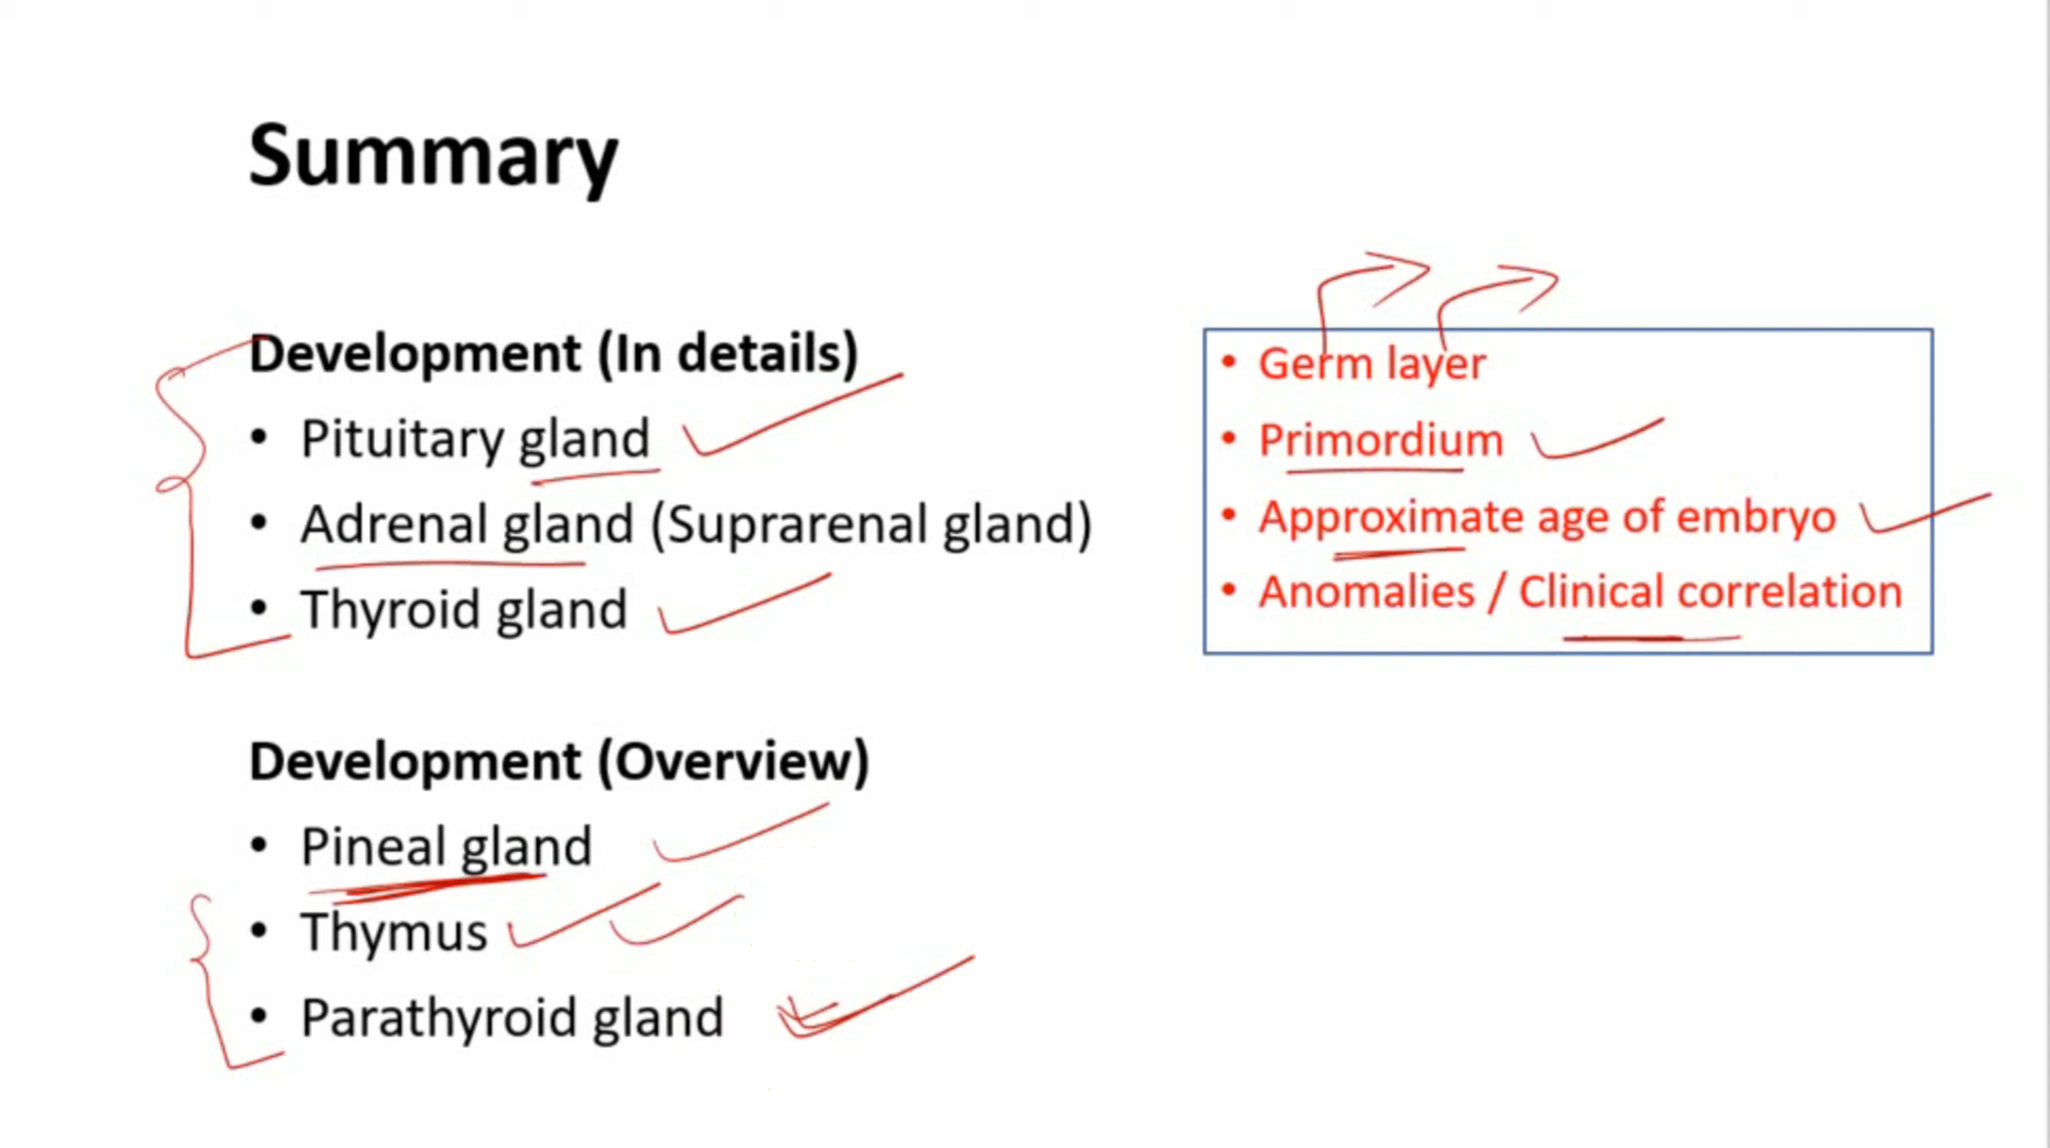 Summary
Development (In details)
• Pituitary gland
• Adrenal gland (Suprarenal gland)
• Thyroid gland
Development (Overview)
• Pineal gland
• Thymus
• Parathyroid gland
• Germ layer
• Primordium
• Approximate age of embryo
• Anomalies / Clinical correlation